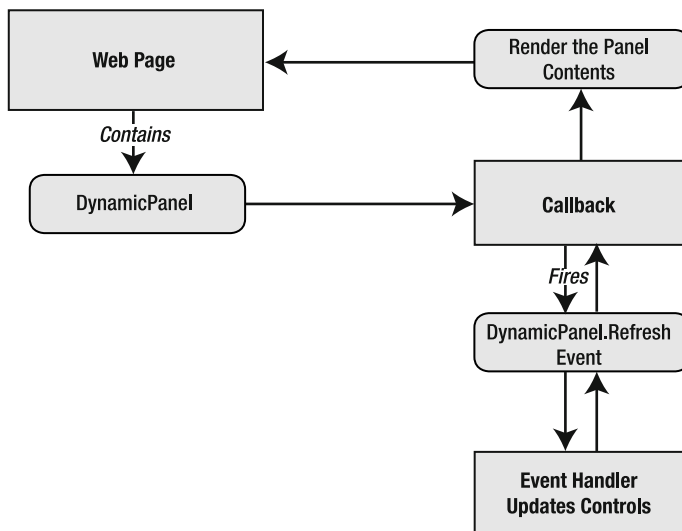 Web Page
Render the Panel
Contents
Contains
DynamicPanel
Callback
Fires
DynamicPanel.Refresh
Event
Event Handler
Updates Controls